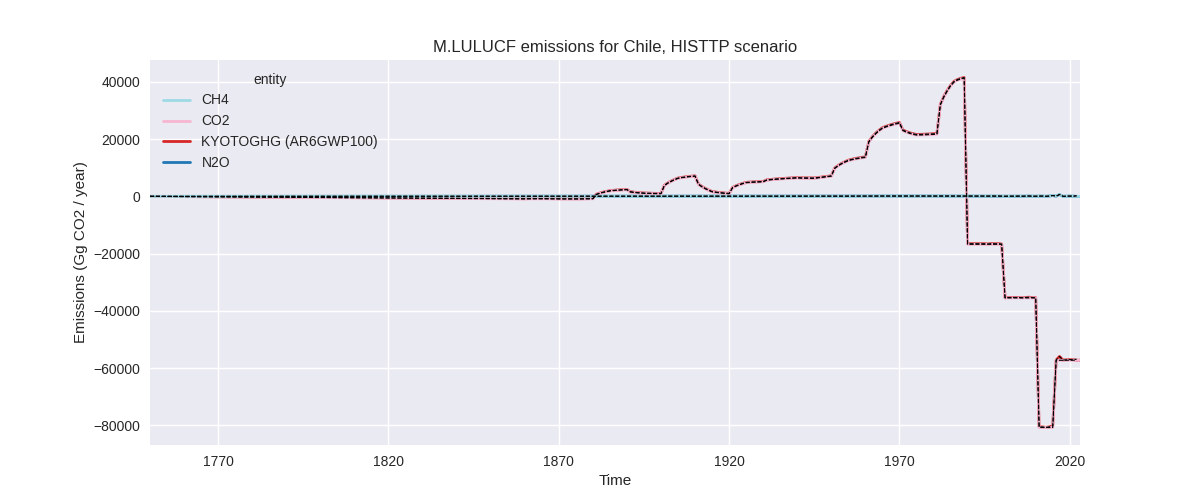 M.LULUCF emissions for Chile, HISTTP scenario
entity
CH4
CO2
KYOTOGHG (AR6GWP100)
N2O
Emissions (Gg CO2 / year)
40000
20000
0
−20000
−40000
−60000
−80000
1770
1820
1870
1920
1970
2020
Time